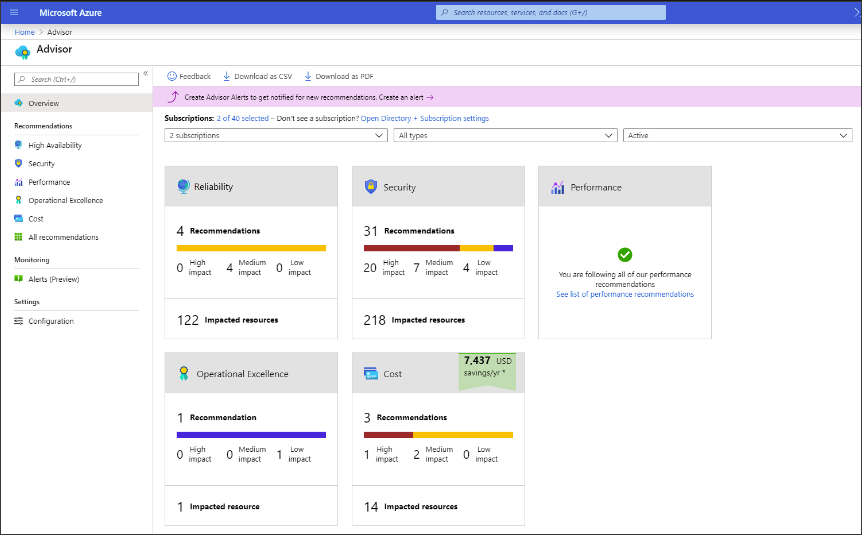 Microsoft Azure
Search resources, services, and docs (G+/)
Home > Advisor
Advisor
Search (Ctrl+/)
«
Overview
Recommendations
High Availability
Security
Performance
Operational Excellence
Cost
All recommendations
Monitoring
Alerts (Preview)
Settings
Configuration
Feedback
Download as CSV
Download as PDF
Create Advisor Alerts to get notified for new recommendations. Create an alert →
Subscriptions: 2 of 40 selected – Don't see a subscription? Open Directory + Subscription settings
2 subscriptions
All types
Active
Reliability
4 Recommendations
0 High impact
4 Medium impact
0 Low impact
122 Impacted resources
Security
31 Recommendations
20 High impact
7 Medium impact
4 Low impact
218 Impacted resources
Performance
You are following all of our performance
recommendations
See list of performance recommendations
Operational Excellence
1 Recommendation
0 High impact
0 Medium impact
1 Low impact
1 Impacted resource
Cost
7,437 USD
savings/yr *
3 Recommendations
1 High impact
2 Medium impact
0 Low impact
14 Impacted resources